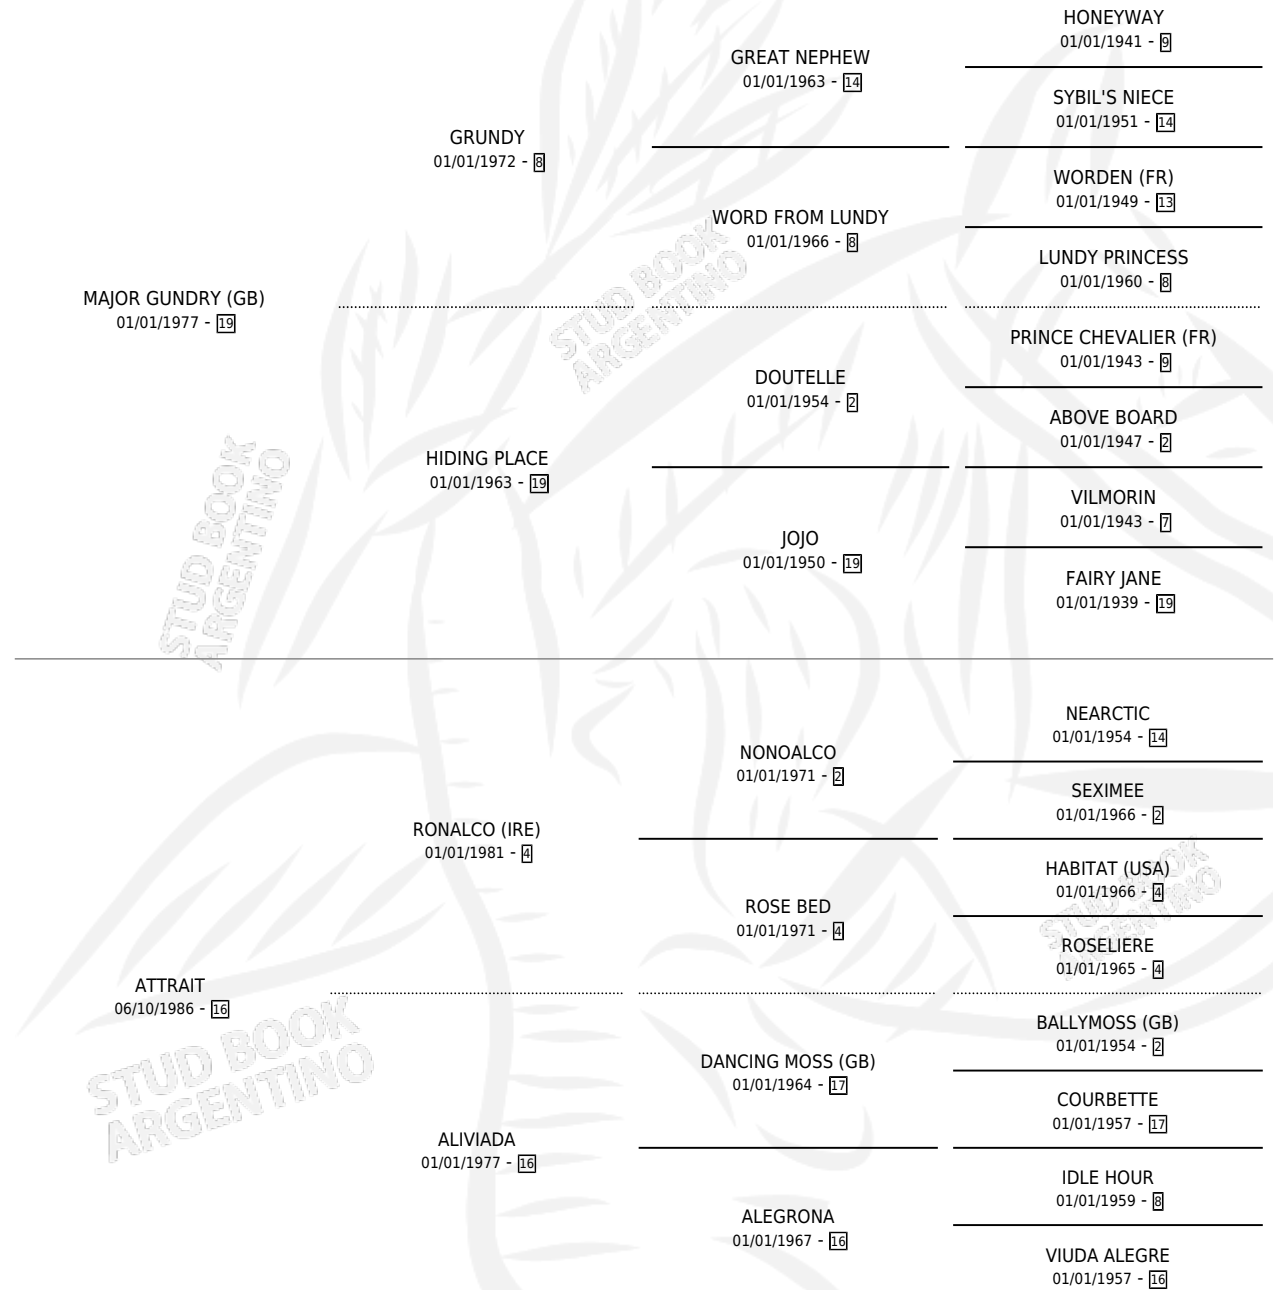 HONEYWAY
01/01/1941 - 9
GREAT NEPHEW
01/01/1963 - 14
SYBIL'S NIECE
01/01/1951 - 14
GRUNDY
01/01/1972 - 8
WORDEN (FR)
01/01/1949 - 13
WORD FROM LUNDY
01/01/1966 - 8
LUNDY PRINCESS
01/01/1960 - 8
MAJOR GUNDRY (GB)
01/01/1977 - 19
STUD BOOK
ARGENTINO
PRINCE CHEVALIER (FR)
01/01/1943 - 9
DOUTELLE
01/01/1954 - 2
ABOVE BOARD
01/01/1947 - 2
HIDING PLACE
01/01/1963 - 19
VILMORIN
01/01/1943 - 7
JOJO
01/01/1950 - 19
FAIRY JANE
01/01/1939 - 19
STUD BOOK
ARGENTINO
NEARCTIC
01/01/1954 - 14
NONOALCO
01/01/1971 - 2
SEXIMEE
01/01/1966 - 2
RONALCO (IRE)
01/01/1981 - 4
HABITAT (USA)
01/01/1966 - 4
ROSE BED
01/01/1971 - 4
STUD BOOK
ARGENTINO
ROSELIERE
01/01/1965 - 4
ATTRAIT
06/10/1986 - 16
BALLYMOSS (GB)
01/01/1954 - 2
DANCING MOSS (GB)
01/01/1964 - 17
STUD BOOK
ARGENTINO
COURBETTE
01/01/1957 - 17
ALIVIADA
01/01/1977 - 16
IDLE HOUR
01/01/1959 - 8
ALEGRONA
01/01/1967 - 16
VIUDA ALEGRE
01/01/1957 - 16